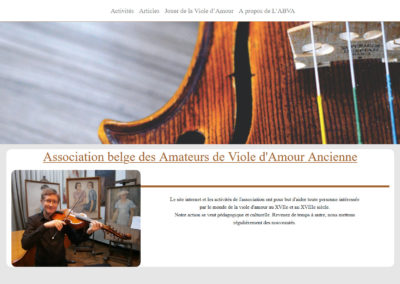 Activités Articles Jouer de la Viole d'Amour A propos de L'ABVA
Association belge des Amateurs de Viole d'Amour Ancienne
Le site internet et les activités de l'association ont pour but d'aider toute personne intéressée
par le monde de la viole d'amour au XVIIe et au XVIIIe siècle.
Notre action se veut pédagogique et culturelle. Revenez de temps à autre, nous mettons
régulièrement des nouveautés.